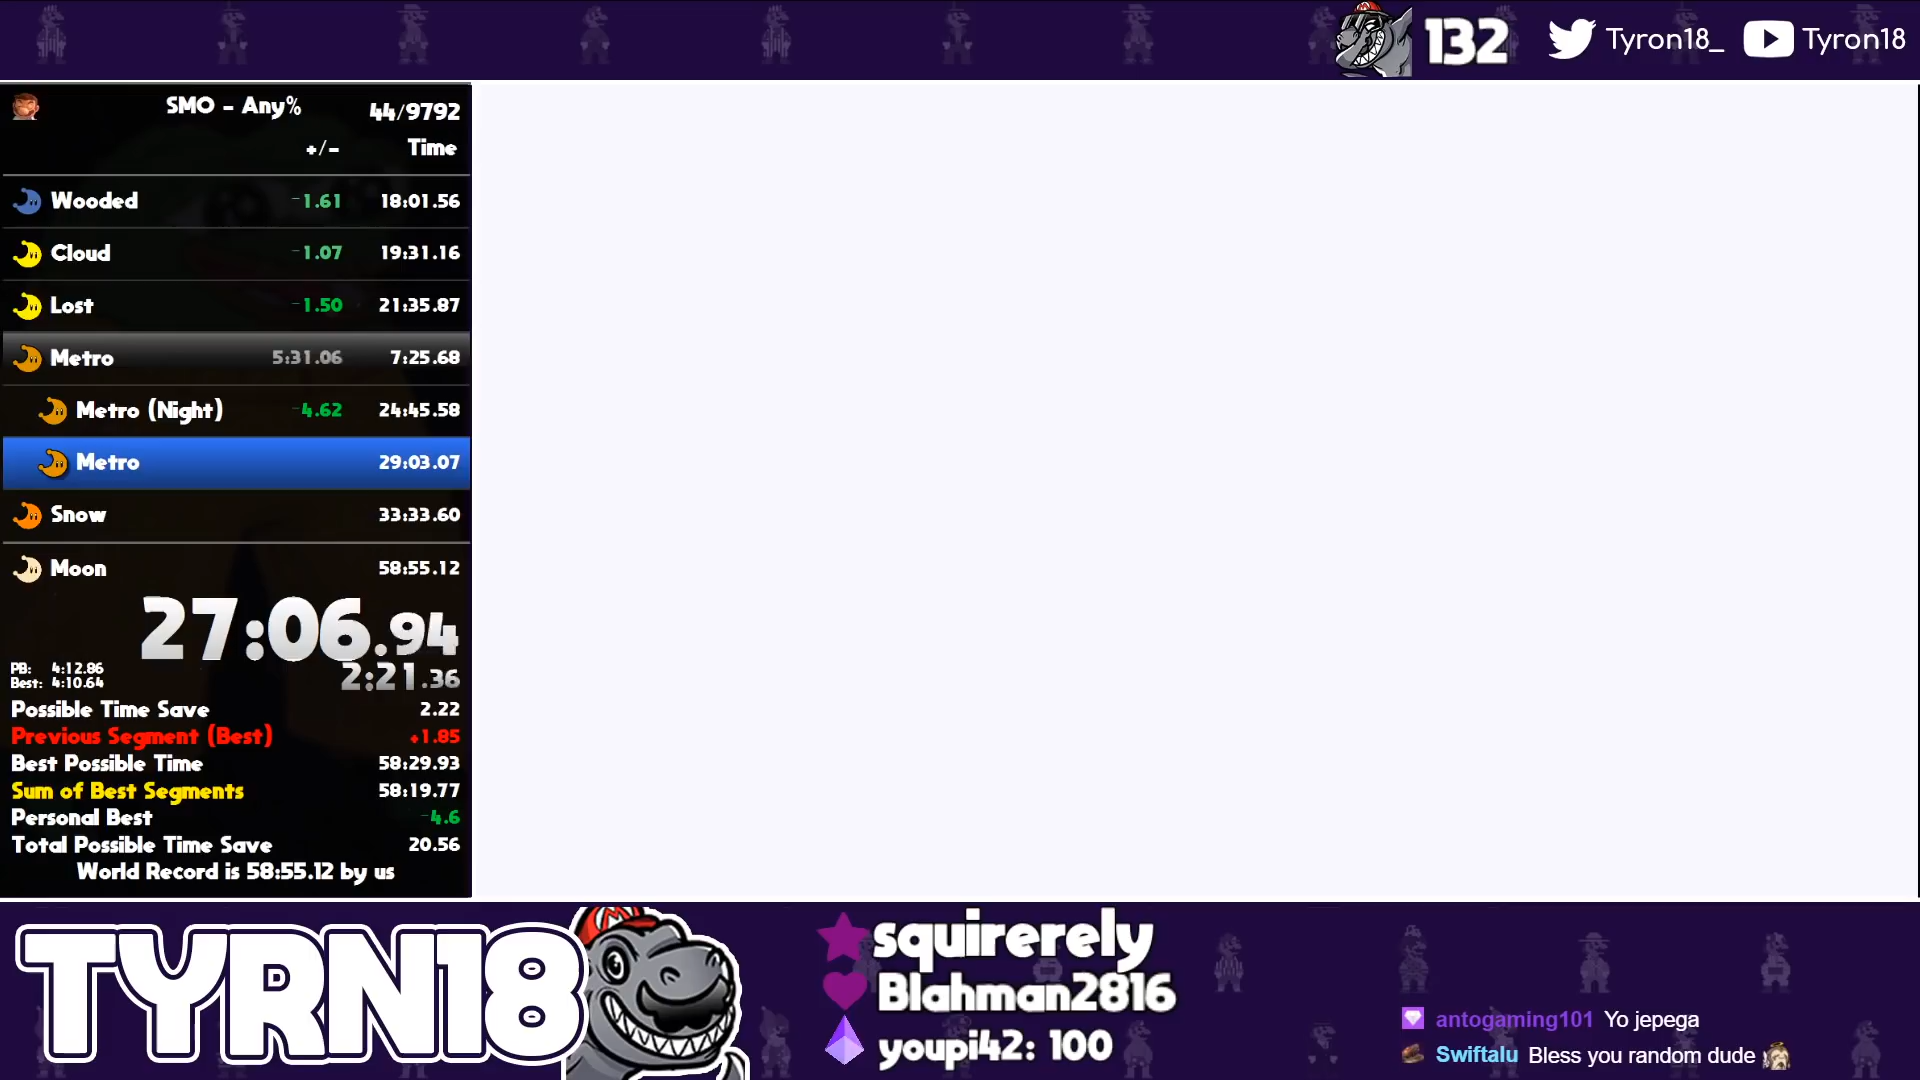 132 Tyron18_ Tyron18
SMO - Any% 44/9792
+/- Time
Wooded -1.61 18:01.56
Cloud -1.07 19:31.16
Lost -1.50 21:35.87
Metro 5:31.06 7:25.68
Metro (Night) -4.62 24:45.58
Metro 29:03.07
Snow 33:33.60
Moon 58:55.12
27:06.94
PB: 4:12.86 2:21.36
Best: 4:10.64
Possible Time Save 2.22
Previous Segment (Best) +1.85
Best Possible Time 58:29.93
Sum of Best Segments 58:19.77
Personal Best -4.6
Total Possible Time Save 20.56
World Record is 58:55.12 by us
TYRN18
squirerely
Blahman2816
youpi42: 100
antogaming101 Yo jepega
Swiftalu Bless you random dude